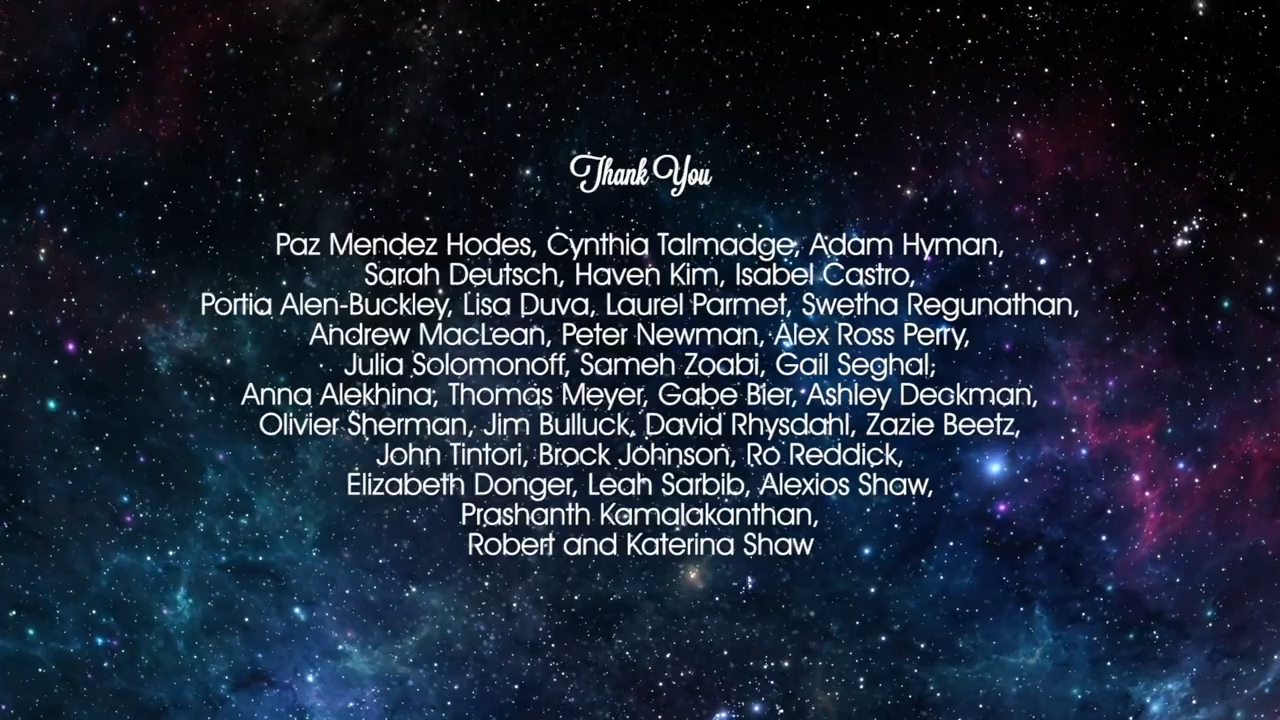 Thank You
Paz Mendez Hodes, Cynthia Talmadge, Adam Hyman,
Sarah Deutsch, Haven Kim, Isabel Castro,
Portia Alen-Buckley, Lisa Duva, Laurel Parmet, Swetha Regunathan,
Andrew MacLean, Peter Newman, Alex Ross Perry,
Julia Solomonoff, Sameh Zoabi, Gail Seghal,
Anna Alekhina, Thomas Meyer, Gabe Bier, Ashley Deckman,
Olivier Sherman, Jim Bulluck, David Rhysdahl, Zazie Beetz,
John Tintori, Brock Johnson, Ro Reddick,
Elizabeth Donger, Leah Sarbib, Alexios Shaw,
Prashanth Kamalakanthan,
Robert and Katerina Shaw